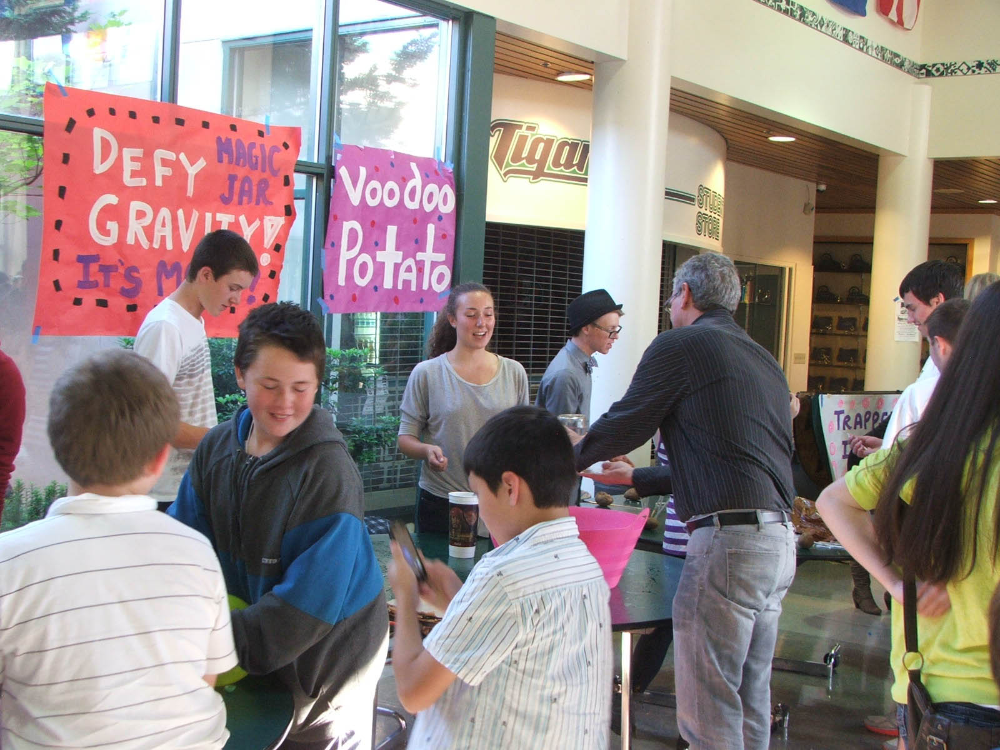 DEFY
MAGIC
JAR
GRAVITY!
IT'S
VOODOO
POTATO
Tigar
STUDE
STORE
TRAPPE